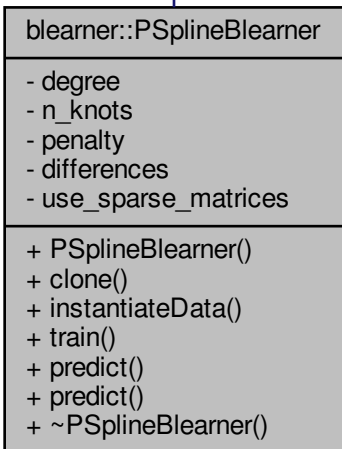 blearner::PSplineBlearner
- degree
- n_knots
- penalty
- differences
- use_sparse_matrices
+ PSplineBlearner()
+ clone()
+ instantiateData()
+ train()
+ predict()
+ predict()
+ ~PSplineBlearner()